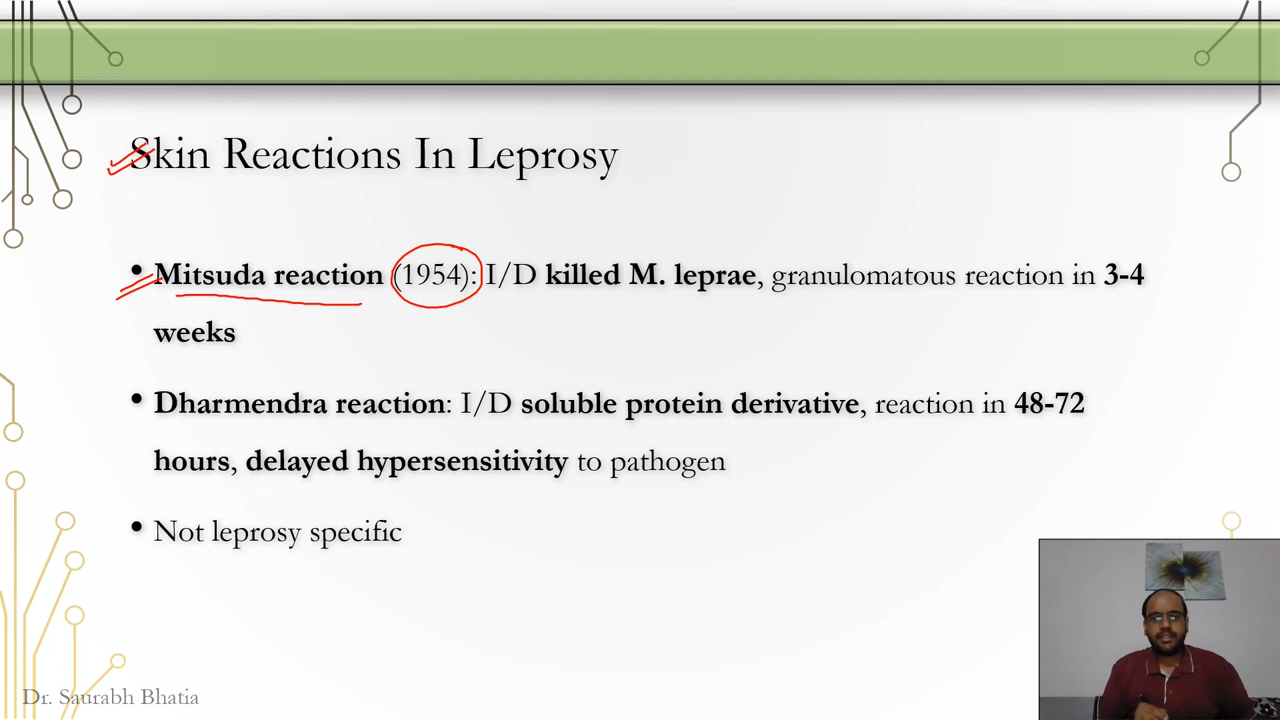 Skin Reactions In Leprosy
• Mitsuda reaction (1954): I/D killed M. leprae, granulomatous reaction in 3-4
weeks
• Dharmendra reaction: I/D soluble protein derivative, reaction in 48-72
hours, delayed hypersensitivity to pathogen
• Not leprosy specific
Dr. Saurabh Bhatia